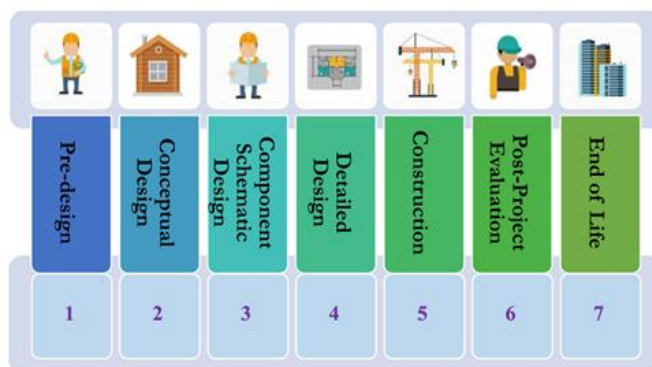 Pre-design
Conceptual
Design
Component
Schematic
Design
Detailed
Design
Construction
Post-Project
Evaluation
End of Life
1
2
3
4
5
6
7